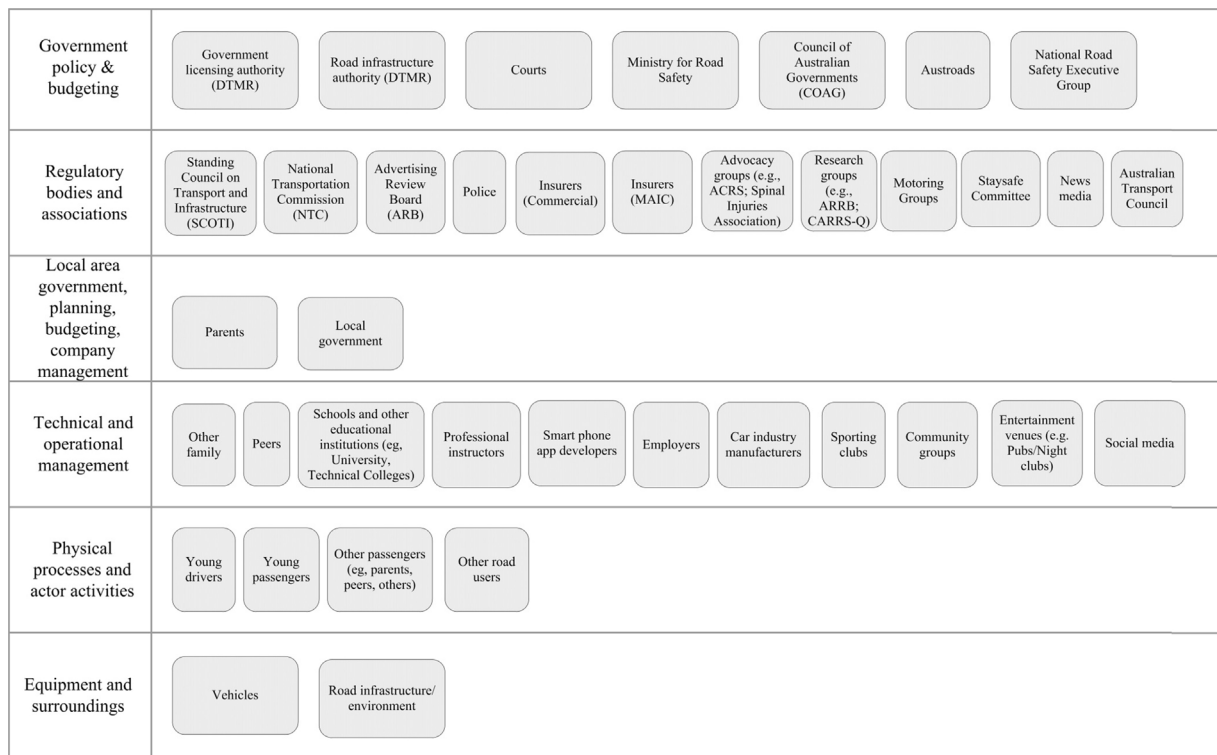 Government
policy &
budgeting
Government
licensing authority
(DTMR)
Road infrastructure
authority (DTMR)
Courts
Ministry for Road
Safety
Council of
Australian
Governments
(COAG)
Austroads
National Road
Safety Executive
Group
Regulatory
bodies and
associations
Standing
Council on
Transport and
Infrastructure
(SCOTI)
National
Transportation
Commission
(NTC)
Advertising
Review
Board
(ARB)
Police
Insurers
(Commercial)
Insurers
(MAIC)
Advocacy
groups (e.g.,
ACRS; Spinal
Injuries
Association)
Research
groups (e.g.,
ARRB;
CARRS-Q)
Motoring
Groups
Staysafe
Committee
News
media
Australian
Transport
Council
Local area
government,
planning,
budgeting,
company
management
Parents
Local
government
Technical and
operational
management
Other
family
Peers
Schools and other
educational
institutions (eg,
University,
Technical Colleges)
Professional
instructors
Smart phone
app developers
Employers
Car industry
manufacturers
Sporting
clubs
Community
groups
Entertainment
venues (e.g.
Pubs/Night
clubs)
Social media
Physical
processes and
actor activities
Young
drivers
Young
passengers
Other passengers
(eg, parents,
peers, others)
Other road
users
Equipment and
surroundings
Vehicles
Road infrastructure/
environment